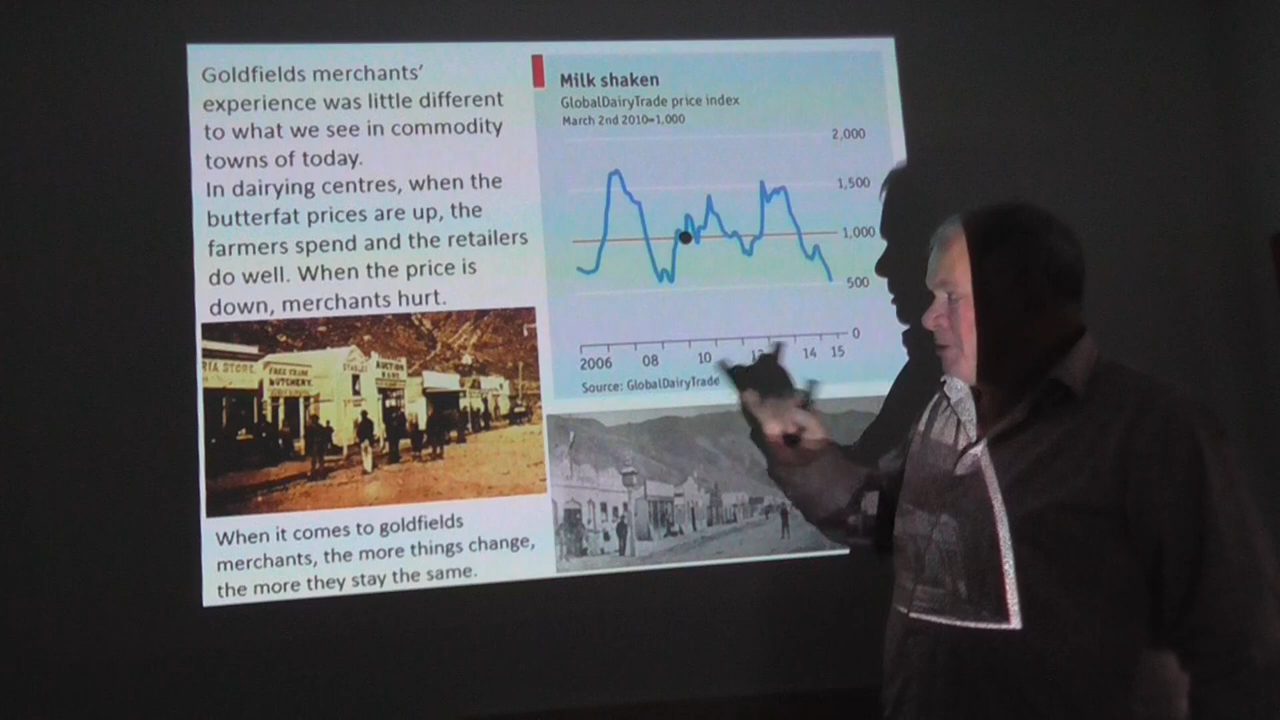 Goldfields merchants’
experience was little different
to what we see in commodity
towns of today.
In dairying centres, when the
butterfat prices are up, the
farmers spend and the retailers
do well. When the price is
down, merchants hurt.
RIA STORE.
FREE TRADE
BUTCHERY.
STABLES
AUCTION
MART
When it comes to goldfields
merchants, the more things change,
the more they stay the same.
Milk shaken
GlobalDairyTrade price index
March 2nd 2010=1,000
2,000
1,500
1,000
500
0
2006 08 10 12 14 15
Source: GlobalDairyTrade